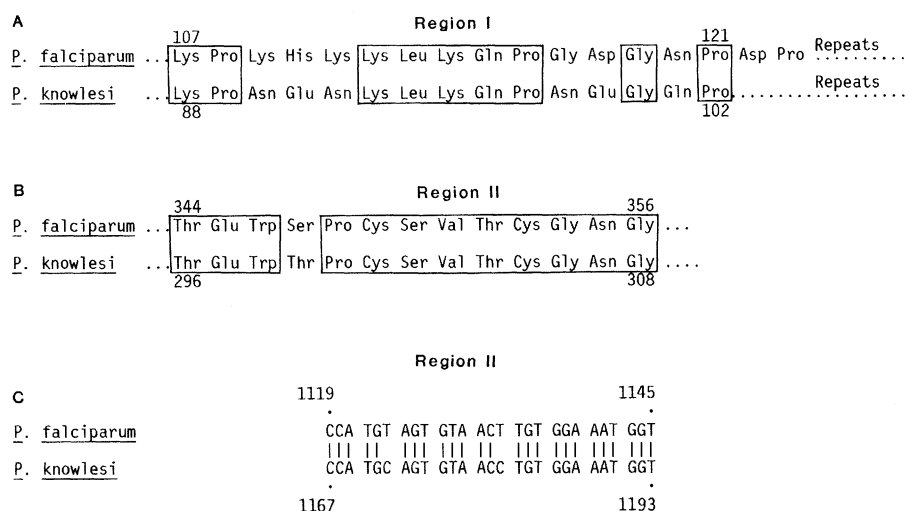 A Region I
107 121
P. falciparum ...Lys Pro Lys His Lys Lys Leu Lys Gln Pro Gly Asp Gly Asn Pro Asp Pro Repeats..........
P. knowlesi ...Lys Pro Asn Glu Asn Lys Leu Lys Gln Pro Asn Glu Gly Gln Pro..........Repeats..........
88 102
B Region II
344 356
P. falciparum ...Thr Glu Trp Ser Pro Cys Ser Val Thr Cys Gly Asn Gly ...
P. knowlesi ...Thr Glu Trp Thr Pro Cys Ser Val Thr Cys Gly Asn Gly ....
296 308
Region II
C 1119 1145
P. falciparum CCA TGT AGT GTA ACT TGT GGA AAT GGT
P. knowlesi CCA TGC AGT GTA ACC TGT GGA AAT GGT
1167 1193